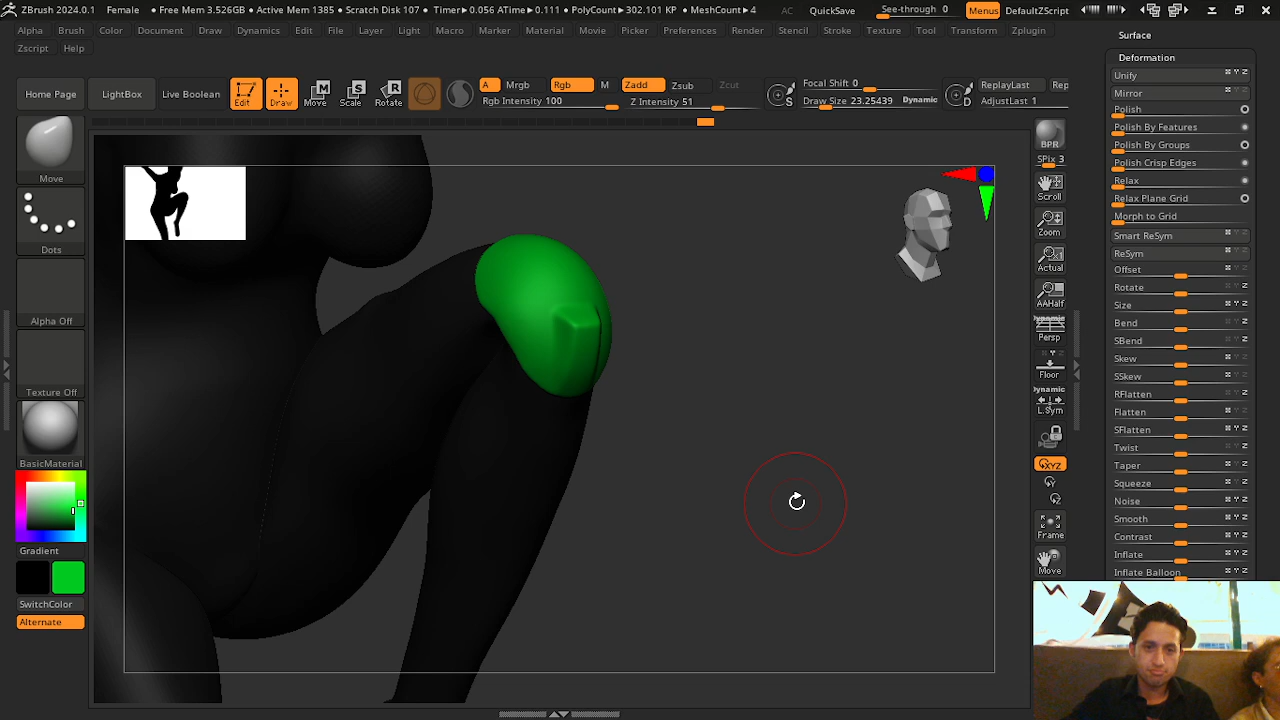 ZBrush 2024.0.1 Female • Free Mem 3.526GB • Active Mem 1385 • Scratch Disk 107 • Timer▶0.056 ATime▶0.111 • PolyCount▶302.101 KP • MeshCount▶4 AC QuickSave See-through 0 Menus DefaultZScript
Alpha Brush Color Document Draw Dynamics Edit File Layer Light Macro Marker Material Movie Picker Preferences Render Stencil Stroke Texture Tool Transform Zplugin
Zscript Help
Home Page LightBox Live Boolean Edit Draw Move Scale Rotate
A Mrgb Rgb M Zadd Zsub Zcut
Rgb Intensity 100 Z Intensity 51
Focal Shift 0
Draw Size 23.25439 Dynamic
ReplayLast Rep
AdjustLast 1
Move
Dots
Alpha Off
Texture Off
BasicMaterial
Gradient
SwitchColor
Alternate
BPR
SPix 3
Scroll
Zoom
Actual
AAHalf
Dynamic
Persp
Floor
Dynamic
L.Sym
XYZ
Y
Z
Frame
Move
Surface
Deformation
Unify
Mirror
Polish
Polish By Features
Polish By Groups
Polish Crisp Edges
Relax
Relax Plane Grid
Morph to Grid
Smart ReSym
ReSym
Offset
Rotate
Size
Bend
SBend
Skew
SSkew
RFlatten
Flatten
SFlatten
Twist
Taper
Squeeze
Noise
Smooth
Contrast
Inflate
Inflate Balloon